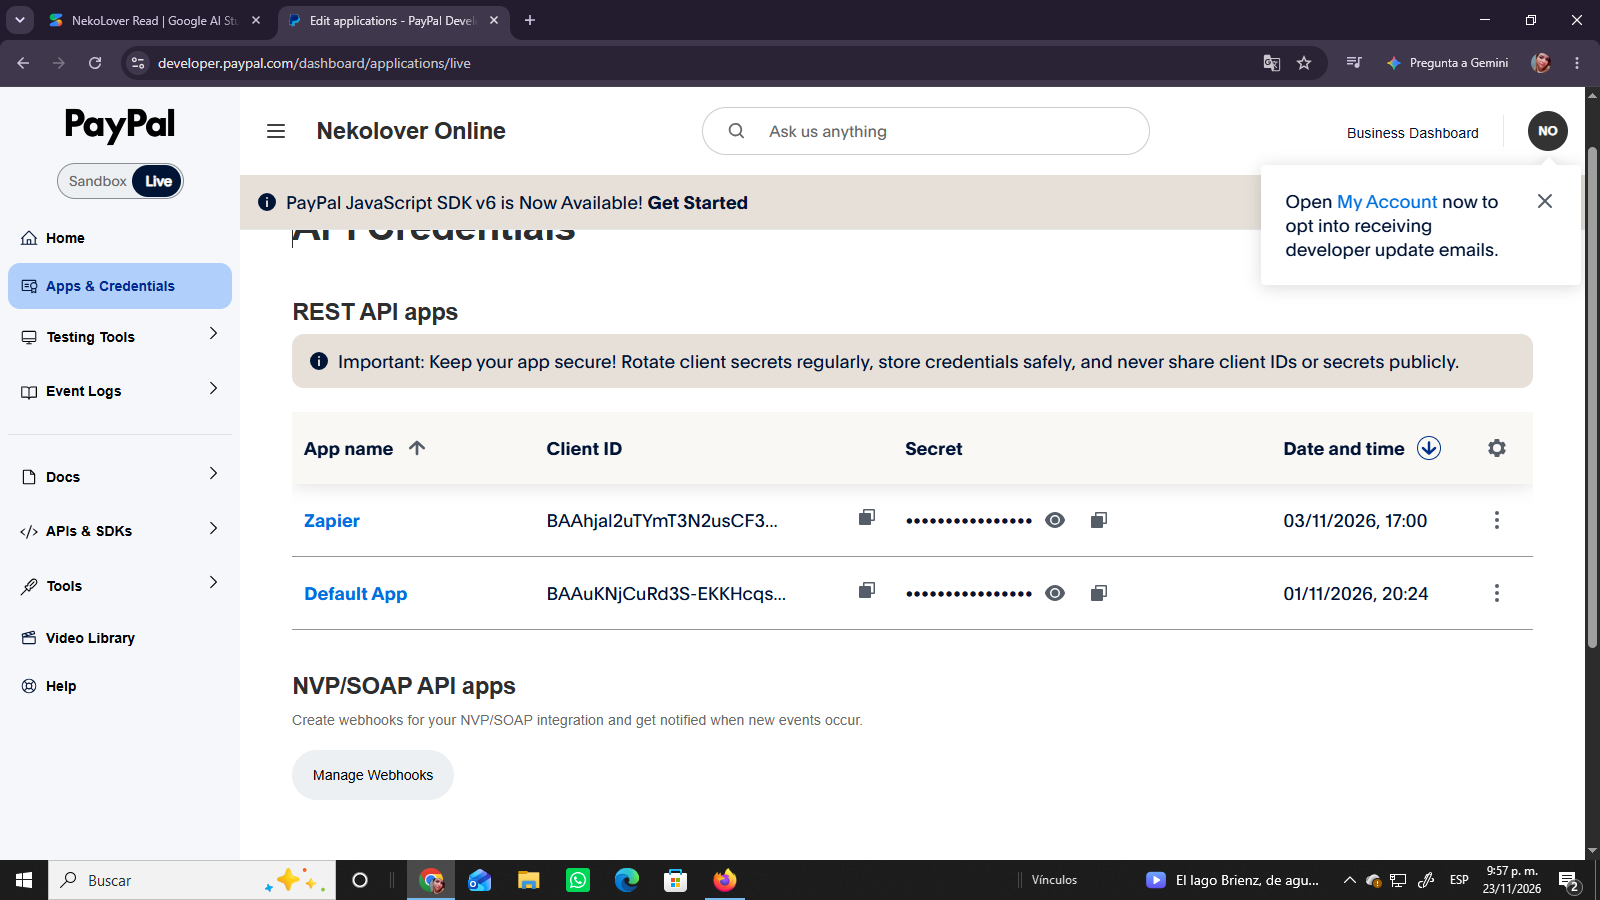 NekoLover Read | Google AI Stu
Edit applications - PayPal Devel
developer.paypal.com/dashboard/applications/live
Pregunta a Gemini
PayPal
Sandbox Live
Home
Apps & Credentials
Testing Tools
Event Logs
Docs
APIs & SDKs
Tools
Video Library
Help
Nekolover Online
Ask us anything
Business Dashboard
NO
PayPal JavaScript SDK v6 is Now Available! Get Started
Open My Account now to
opt into receiving
developer update emails.
API Credentials
REST API apps
Important: Keep your app secure! Rotate client secrets regularly, store credentials safely, and never share client IDs or secrets publicly.
App name Client ID Secret Date and time
Zapier BAAhjal2uTYmT3N2usCF3... •••••••••••••••• 03/11/2026, 17:00
Default App BAAuKNjCuRd3S-EKKHcqs... •••••••••••••••• 01/11/2026, 20:24
NVP/SOAP API apps
Create webhooks for your NVP/SOAP integration and get notified when new events occur.
Manage Webhooks
Buscar
Vínculos
El lago Brienz, de agu...
ESP
9:57 p. m.
23/11/2026
2